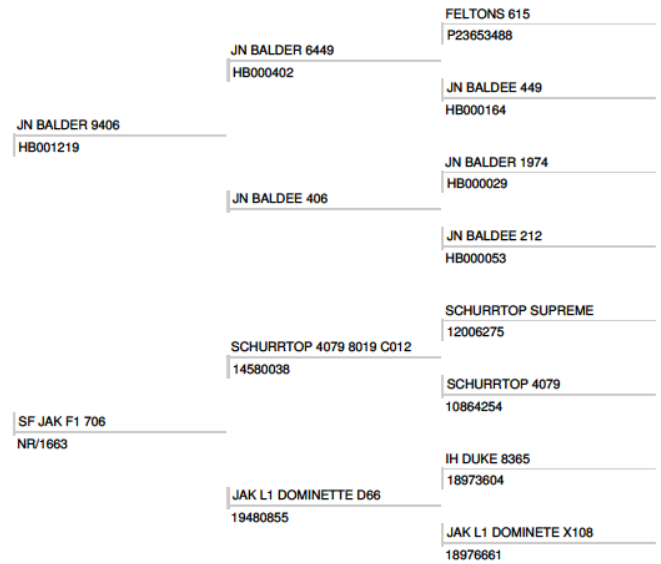 FELTONS 615
P23653488
JN BALDER 6449
HB000402
JN BALDEE 449
HB000164
JN BALDER 9406
HB001219
JN BALDER 1974
HB000029
JN BALDEE 406
JN BALDEE 212
HB000053
SCHURRTOP SUPREME
12006275
SCHURRTOP 4079 8019 C012
14580038
SCHURRTOP 4079
10864254
SF JAK F1 706
NR/1663
IH DUKE 8365
18973604
JAK L1 DOMINETTE D66
19480855
JAK L1 DOMINETE X108
18976661